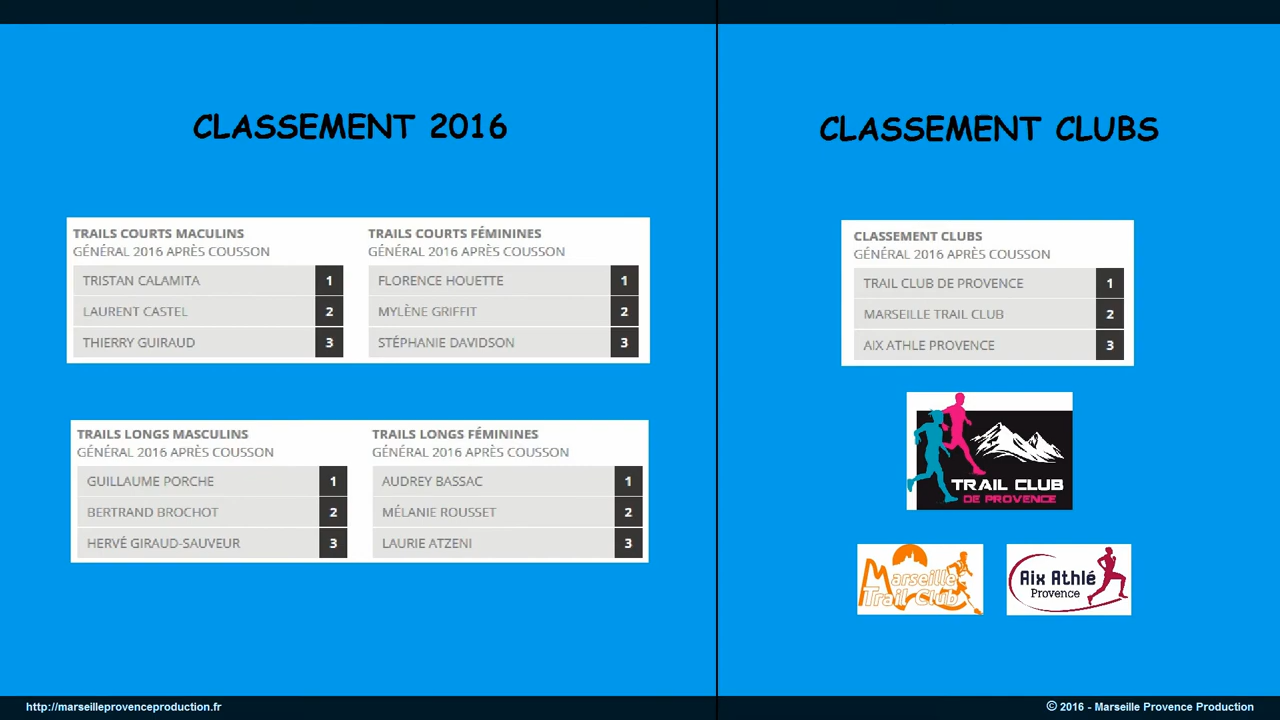 CLASSEMENT 2016
TRAILS COURTS MACULINS
GÉNÉRAL 2016 APRÈS COUSSON
TRISTAN CALAMITA 1
LAURENT CASTEL 2
THIERRY GUIRAUD 3
TRAILS COURTS FÉMININES
GÉNÉRAL 2016 APRÈS COUSSON
FLORENCE HOUETTE 1
MYLÈNE GRIFFIT 2
STÉPHANIE DAVIDSON 3
TRAILS LONGS MASCULINS
GÉNÉRAL 2016 APRÈS COUSSON
GUILLAUME PORCHE 1
BERTRAND BROCHOT 2
HERVÉ GIRAUD-SAUVEUR 3
TRAILS LONGS FÉMININES
GÉNÉRAL 2016 APRÈS COUSSON
AUDREY BASSAC 1
MÉLANIE ROUSSET 2
LAURIE ATZENI 3
CLASSEMENT CLUBS
CLASSEMENT CLUBS
GÉNÉRAL 2016 APRÈS COUSSON
TRAIL CLUB DE PROVENCE 1
MARSEILLE TRAIL CLUB 2
AIX ATHLE PROVENCE 3
TRAIL CLUB
DE PROVENCE
Marseille
Trail Club
Aix Athlé
Provence
http://marseilleprovenceproduction.fr
© 2016 - Marseille Provence Production